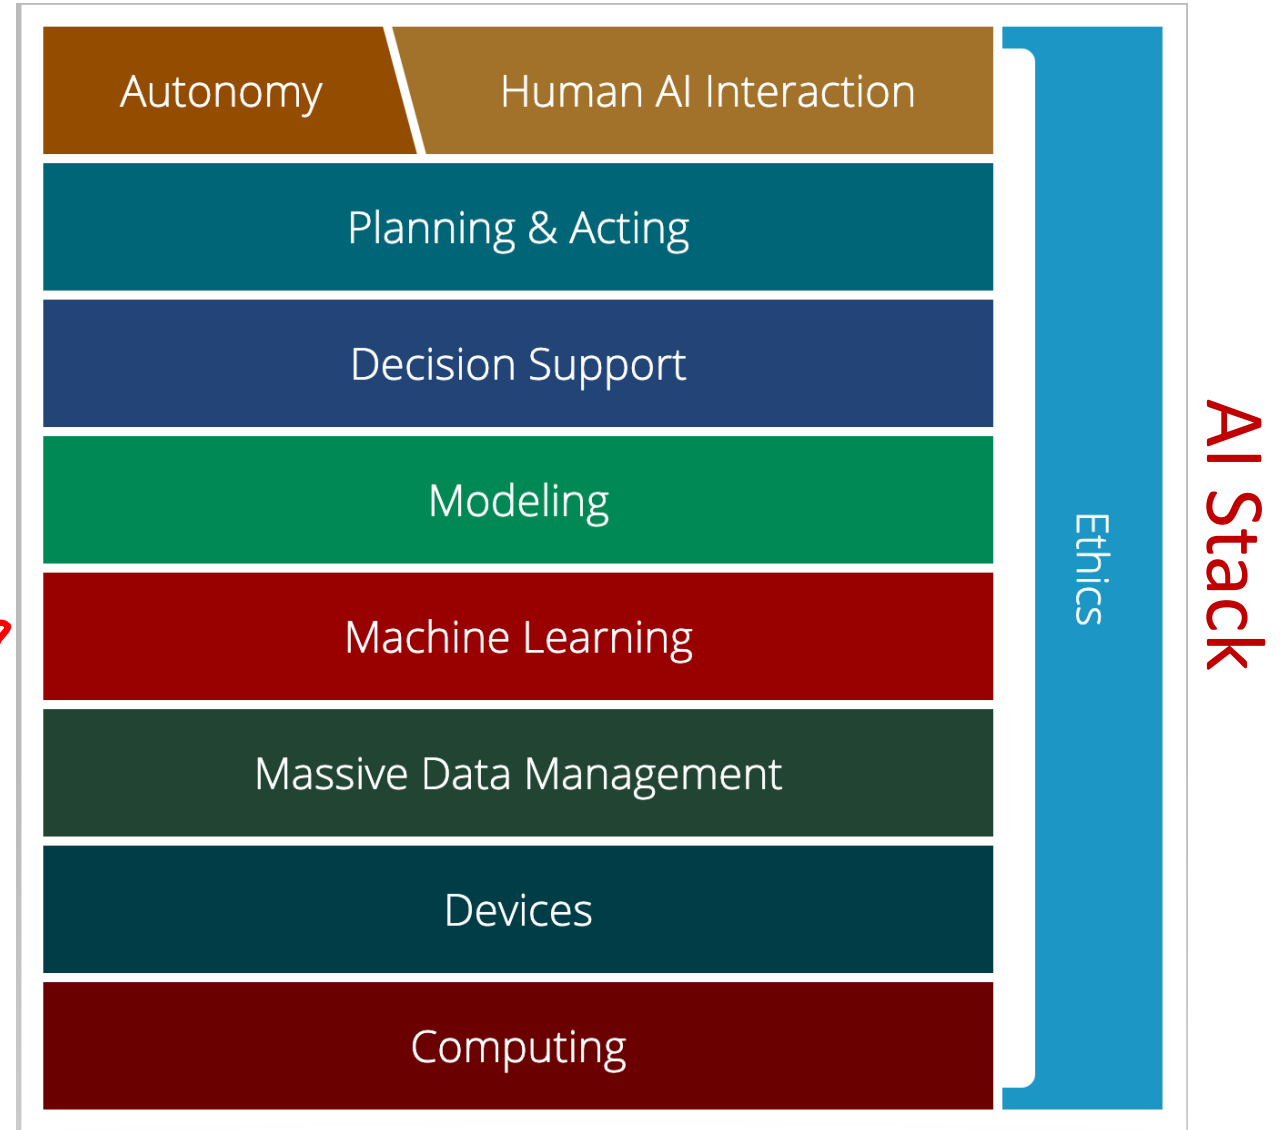 Autonomy
Human AI Interaction
Planning & Acting
Decision Support
Modeling
Machine Learning
Massive Data Management
Devices
Computing
Ethics
AI Stack